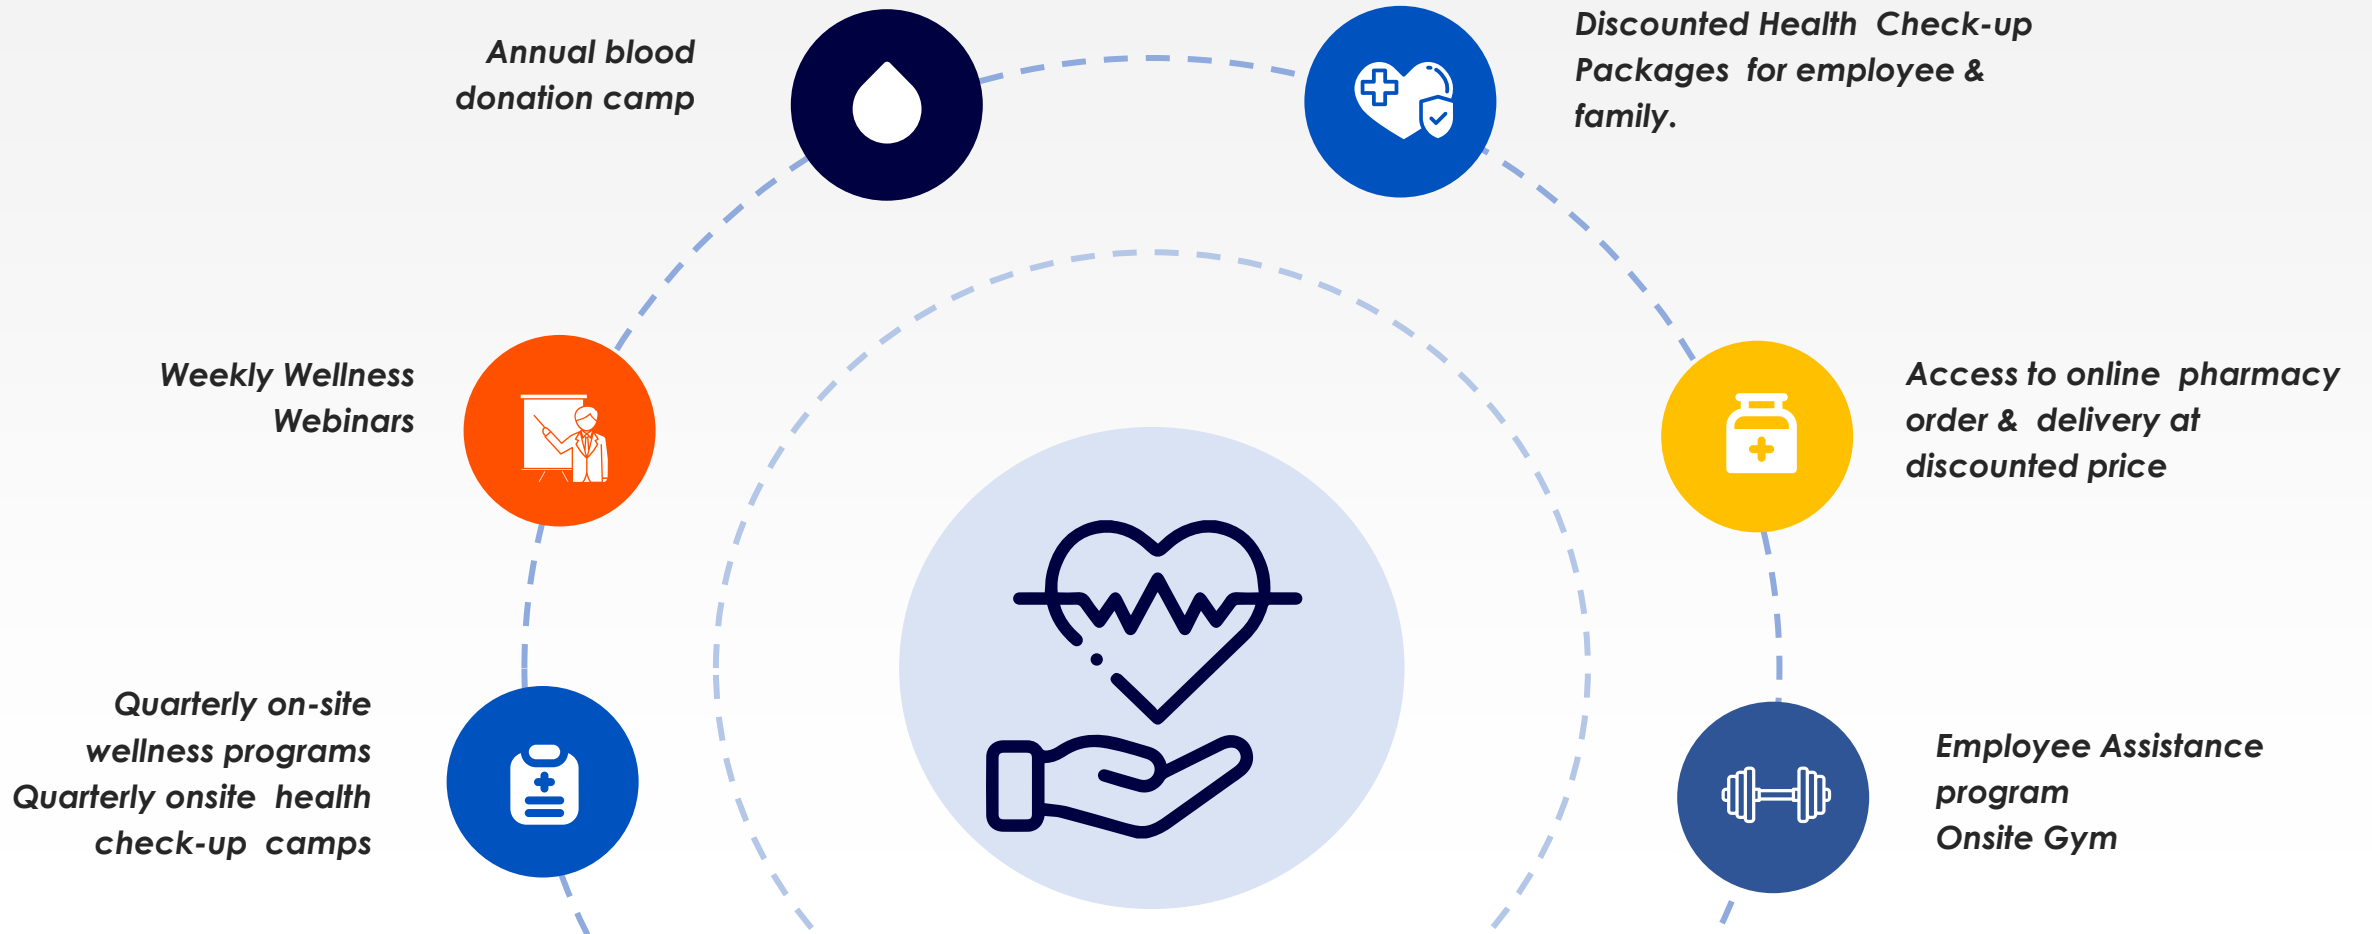 Annual blood
donation camp
Discounted Health Check-up
Packages for employee &
family.
Weekly Wellness
Webinars
Access to online pharmacy
order & delivery at
discounted price
Quarterly on-site
wellness programs
Quarterly onsite health
check-up camps
Employee Assistance
program
Onsite Gym